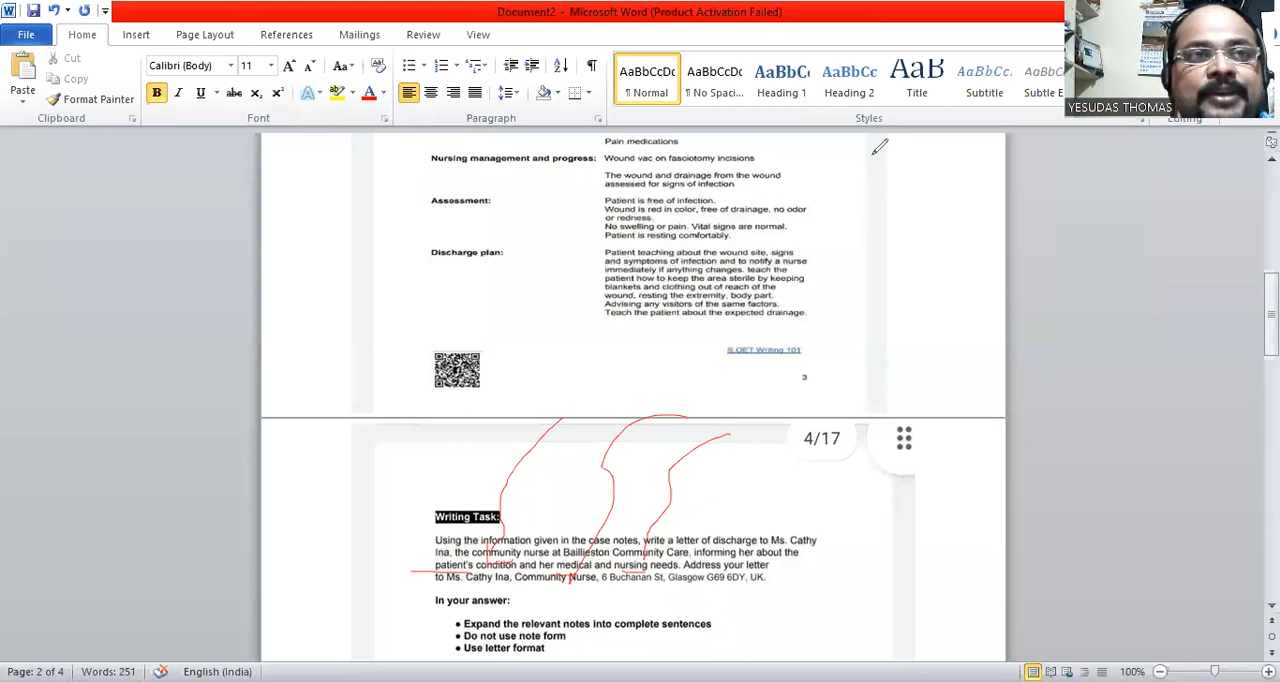 Document2 - Microsoft Word (Product Activation Failed)
File Home Insert Page Layout References Mailings Review View
Cut
Copy
Format Painter
Paste
Calibri (Body) 11
AaBbCcDc AaBbCcDc AaBbC AaBbCc AaB AaBbCc.
¶ Normal ¶ No Spaci... Heading 1 Heading 2 Title Subtitle Subtle E
Clipboard Font Paragraph Styles
YESUDAS THOMAS
Pain medications
Nursing management and progress: Wound vac on fasciotomy incisions
The wound and drainage from the wound
assessed for signs of infection
Assessment: Patient is free of infection.
Wound is red in color, free of drainage, no odor
or redness.
No swelling or pain. Vital signs are normal.
Patient is resting comfortably.
Discharge plan: Patient teaching about the wound site, signs
and symptoms of infection and to notify a nurse
immediately if anything changes. teach the
patient how to keep the area sterile by keeping
blankets and clothing out of reach of the
wound, resting the extremity, body part.
Advising any visitors of the same factors.
Teach the patient about the expected drainage.
OET Writing 101
3
4/17
Writing Task:
Using the information given in the case notes, write a letter of discharge to Ms. Cathy
Ina, the community nurse at Baillieston Community Care, informing her about the
patient's condition and her medical and nursing needs. Address your letter
to Ms. Cathy Ina, Community Nurse, 6 Buchanan St, Glasgow G69 6DY, UK.
In your answer:
• Expand the relevant notes into complete sentences
• Do not use note form
• Use letter format
Page: 2 of 4 Words: 251 English (India) 100%